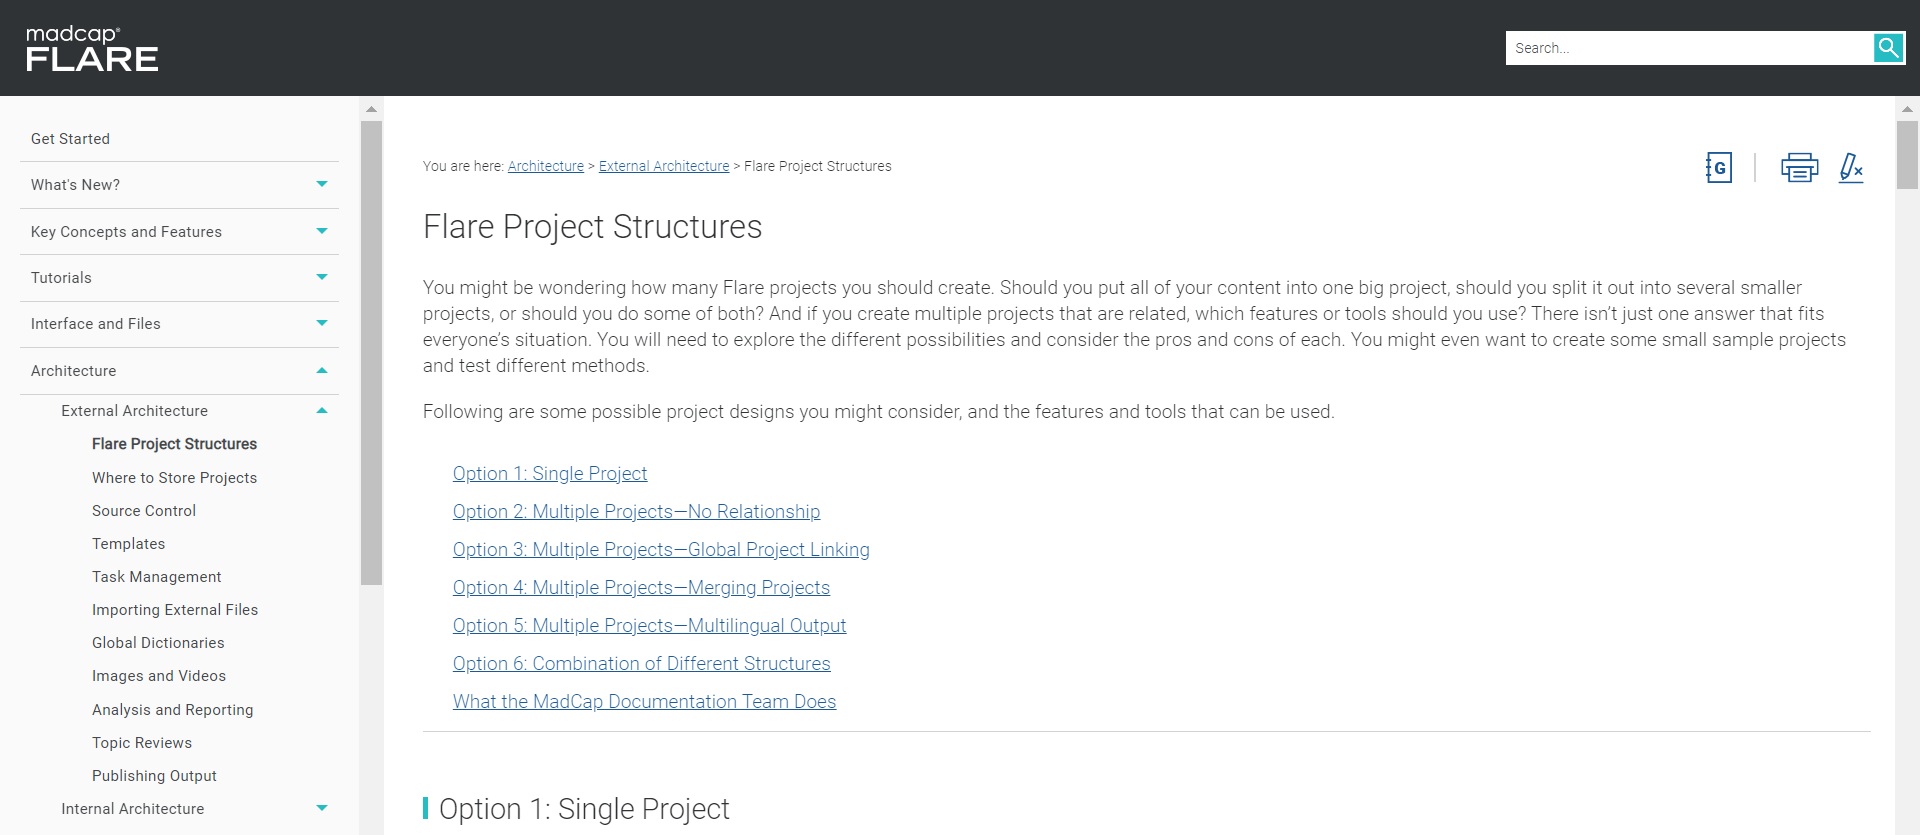 madcap®
FLARE
Search...
Get Started
What's New?
Key Concepts and Features
Tutorials
Interface and Files
Architecture
External Architecture
Flare Project Structures
Where to Store Projects
Source Control
Templates
Task Management
Importing External Files
Global Dictionaries
Images and Videos
Analysis and Reporting
Topic Reviews
Publishing Output
Internal Architecture
You are here: Architecture > External Architecture > Flare Project Structures
G
Flare Project Structures
You might be wondering how many Flare projects you should create. Should you put all of your content into one big project, should you split it out into several smaller
projects, or should you do some of both? And if you create multiple projects that are related, which features or tools should you use? There isn’t just one answer that fits
everyone’s situation. You will need to explore the different possibilities and consider the pros and cons of each. You might even want to create some small sample projects
and test different methods.
Following are some possible project designs you might consider, and the features and tools that can be used.
Option 1: Single Project
Option 2: Multiple Projects—No Relationship
Option 3: Multiple Projects—Global Project Linking
Option 4: Multiple Projects—Merging Projects
Option 5: Multiple Projects—Multilingual Output
Option 6: Combination of Different Structures
What the MadCap Documentation Team Does
Option 1: Single Project